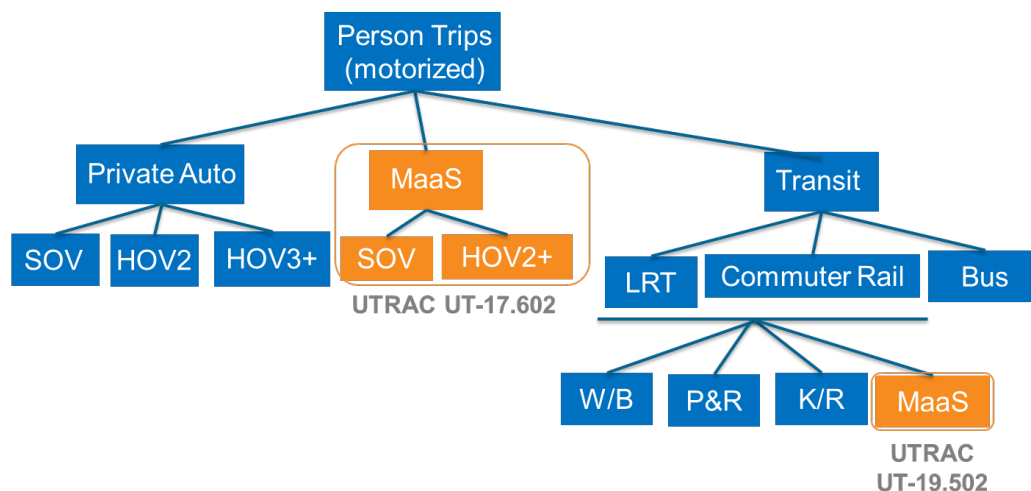 Person Trips
(motorized)
Private Auto
MaaS
Transit
SOV
HOV2
HOV3+
SOV
HOV2+
LRT
Commuter Rail
Bus
UTRAC UT-17.602
W/B
P&R
K/R
MaaS
UTRAC
UT-19.502